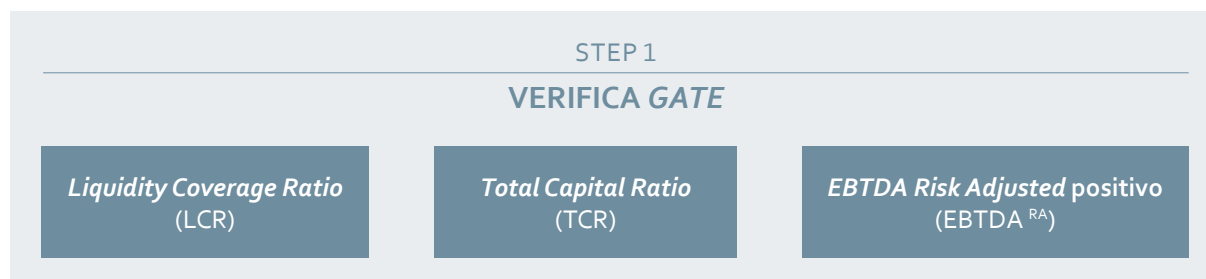 STEP 1
VERIFICA GATE
Liquidity Coverage Ratio
(LCR)
Total Capital Ratio
(TCR)
EBTDA Risk Adjusted positivo
(EBTDA RA)